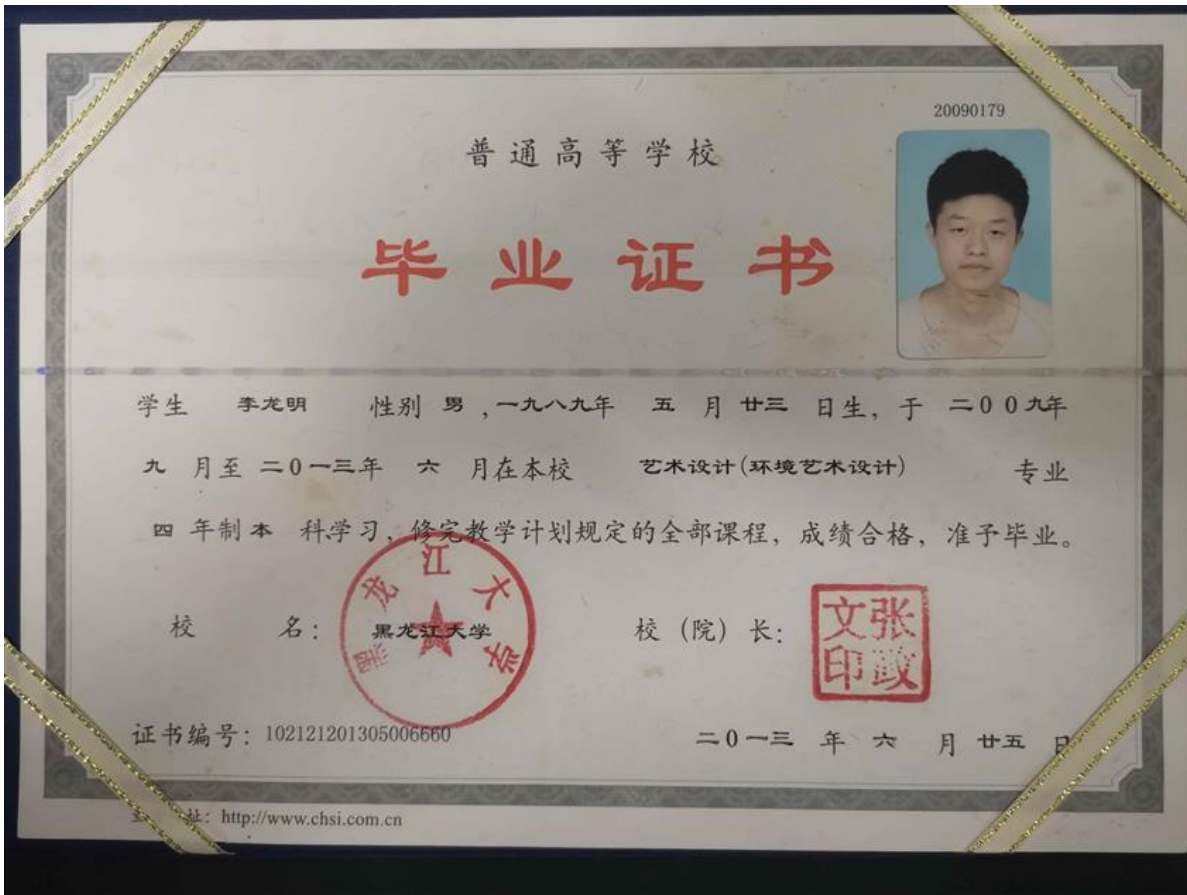 20090179
普通高等学校
毕业证书
学生 李龙明 性别 男 ,一九八九年 五 月 廿三 日生, 于 二00九年
九 月至 二0一三年 六 月在本校 艺术设计(环境艺术设计) 专业
四 年制 本 科学习, 修完教学计划规定的全部课程, 成绩合格, 准予毕业。
校 名: 黑龙江大学 校 (院) 长:
黑龙江大学
张政文印
证书编号: 102121201305006660 二0一三 年 六 月 廿五 日
址: http://www.chsi.com.cn